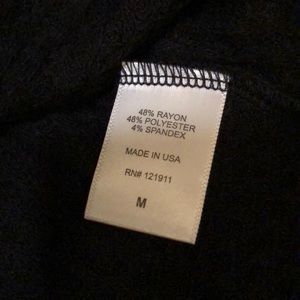 48% RAYON
48% POLYESTER
4% SPANDEX
MADE IN USA
RN# 121911
M